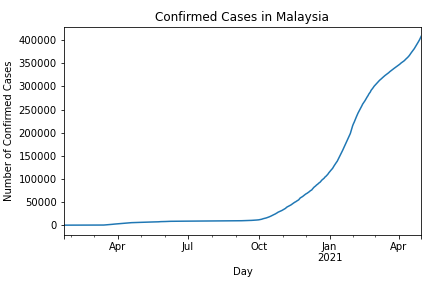 Confirmed Cases in Malaysia
400000
350000
300000
250000
200000
150000
100000
50000
0
Number of Confirmed Cases
Apr
Jul
Oct
Jan
2021
Apr
Day